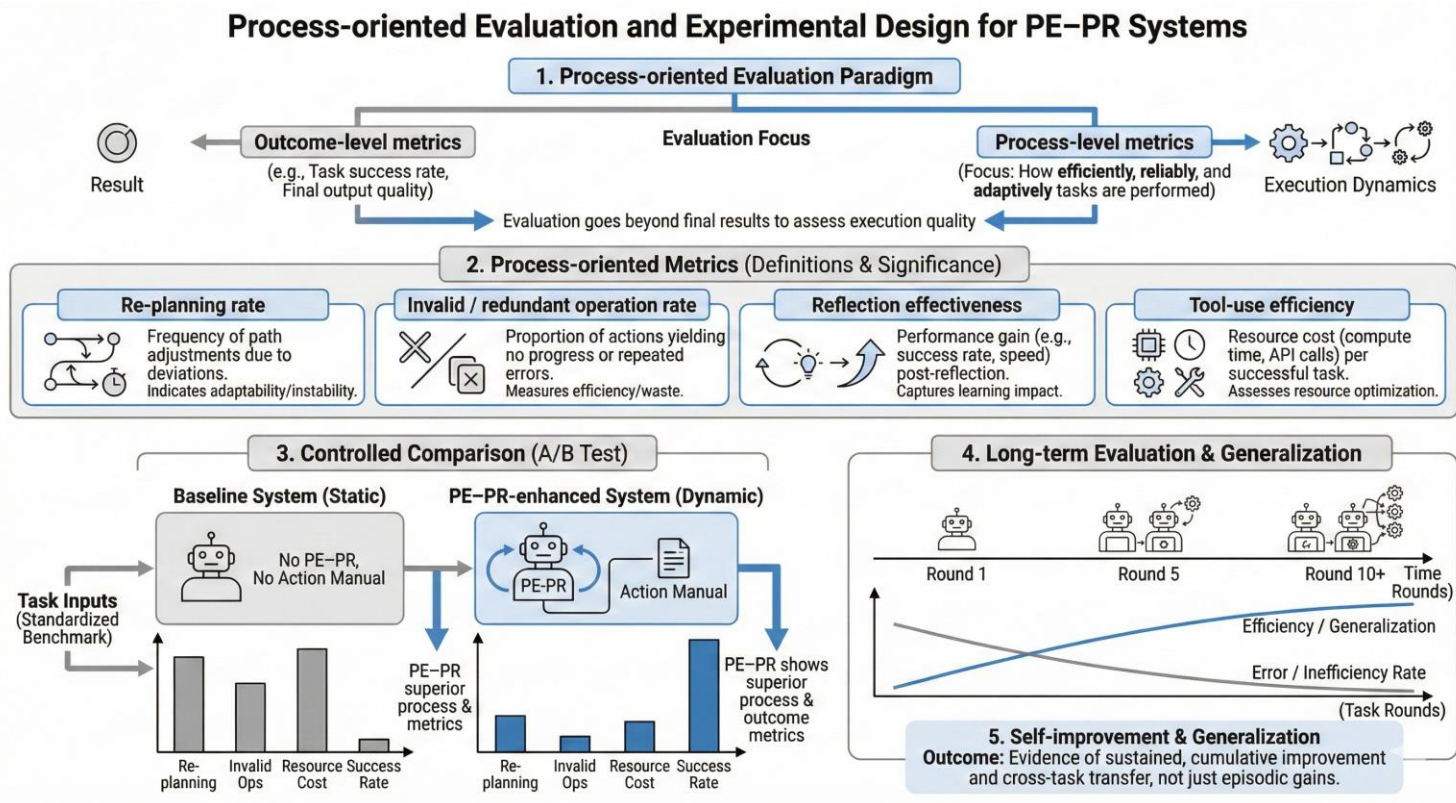 Process-oriented Evaluation and Experimental Design for PE–PR Systems
1. Process-oriented Evaluation Paradigm
Outcome-level metrics
(e.g., Task success rate,
Final output quality)
Result
Evaluation Focus
Process-level metrics
(Focus: How efficiently, reliably, and
adaptively tasks are performed)
Execution Dynamics
Evaluation goes beyond final results to assess execution quality
2. Process-oriented Metrics (Definitions & Significance)
Re-planning rate
Frequency of path
adjustments due to
deviations.
Indicates adaptability/instability.
Invalid / redundant operation rate
Proportion of actions yielding
no progress or repeated
errors.
Measures efficiency/waste.
Reflection effectiveness
Performance gain (e.g.,
success rate, speed)
post-reflection.
Captures learning impact.
Tool-use efficiency
Resource cost (compute
time, API calls) per
successful task.
Assesses resource optimization.
3. Controlled Comparison (A/B Test)
Baseline System (Static)
No PE–PR,
No Action Manual
PE–PR-enhanced System (Dynamic)
PE-PR
Action Manual
Task Inputs
(Standardized
Benchmark)
Re-
planning
Invalid
Ops
Resource
Cost
Success
Rate
PE–PR
superior
process &
metrics
Re-
planning
Invalid
Ops
Resource
Cost
Success
Rate
PE–PR shows
superior
process &
outcome
metrics
4. Long-term Evaluation & Generalization
Round 1
Round 5
Round 10+
Time
Rounds)
Efficiency / Generalization
Error / Inefficiency Rate
(Task Rounds)
5. Self-improvement & Generalization
Outcome: Evidence of sustained, cumulative improvement
and cross-task transfer, not just episodic gains.